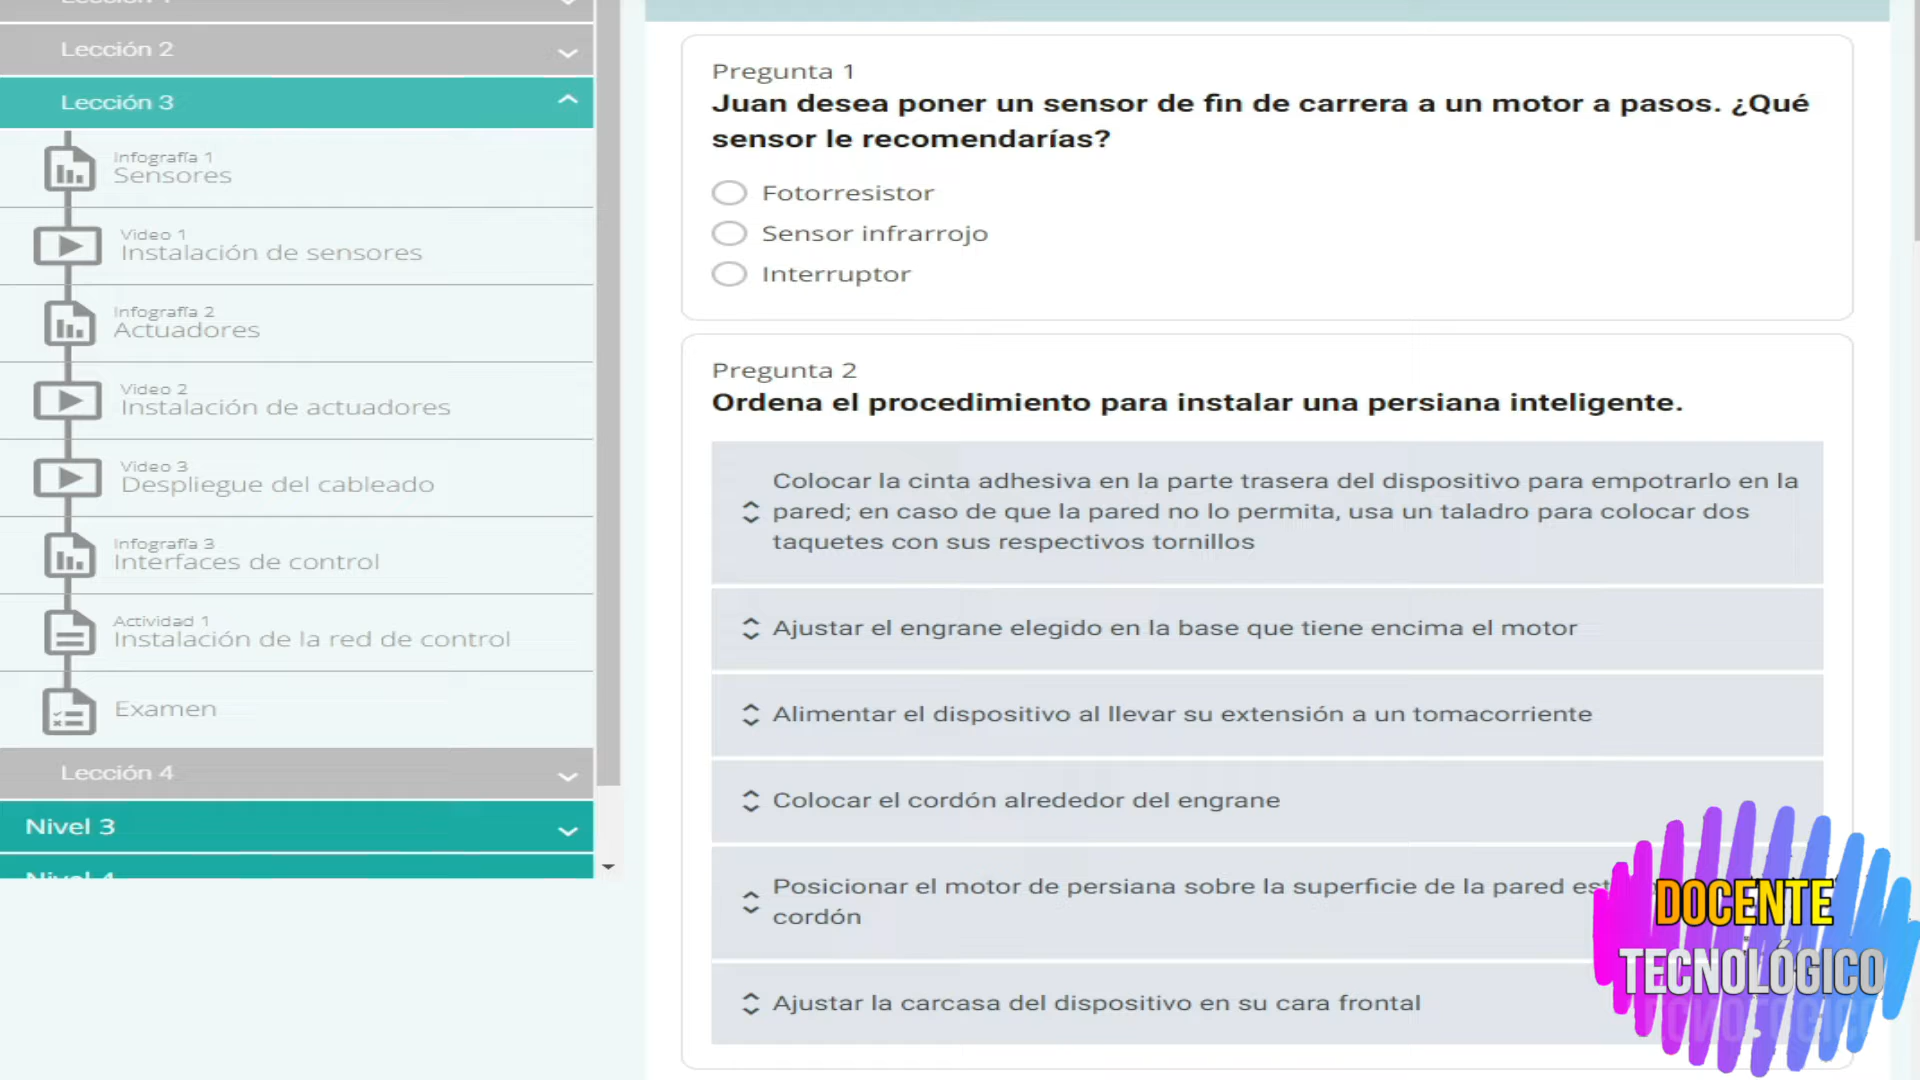 Lección 2
Lección 3
Infografía 1
Sensores
Video 1
Instalación de sensores
Infografía 2
Actuadores
Video 2
Instalación de actuadores
Video 3
Despliegue del cableado
Infografía 3
Interfaces de control
Actividad 1
Instalación de la red de control
Examen
Lección 4
Nivel 3
Nivel 4
Pregunta 1
Juan desea poner un sensor de fin de carrera a un motor a pasos. ¿Qué
sensor le recomendarías?
Fotorresistor
Sensor infrarrojo
Interruptor
Pregunta 2
Ordena el procedimiento para instalar una persiana inteligente.
Colocar la cinta adhesiva en la parte trasera del dispositivo para empotrarlo en la
pared; en caso de que la pared no lo permita, usa un taladro para colocar dos
taquetes con sus respectivos tornillos
Ajustar el engrane elegido en la base que tiene encima el motor
Alimentar el dispositivo al llevar su extensión a un tomacorriente
Colocar el cordón alrededor del engrane
Posicionar el motor de persiana sobre la superficie de la pared
cordón
Ajustar la carcasa del dispositivo en su cara frontal
DOCENTE
TECNOLÓGICO